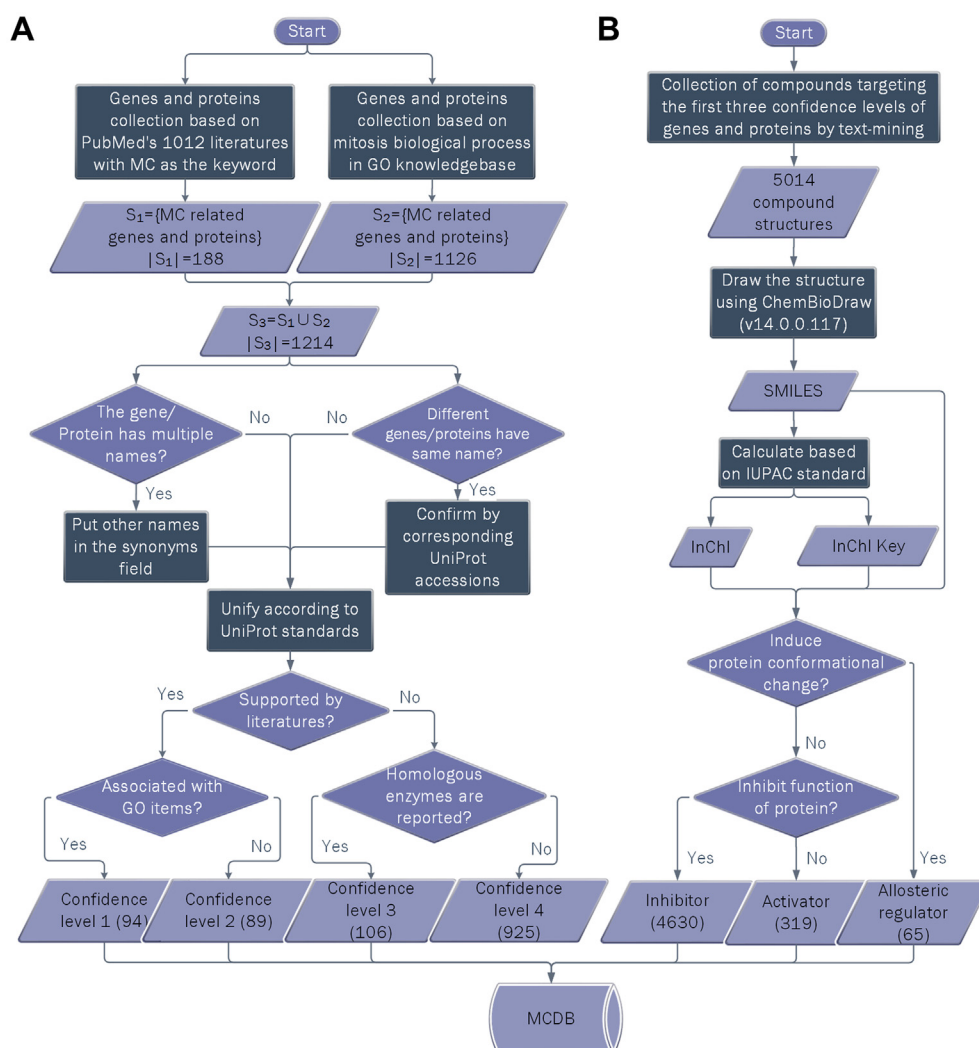 A
Start
Genes and proteins
collection based on
PubMed's 1012 literatures
with MC as the keyword
Genes and proteins
collection based on
mitosis biological process
in GO knowledgebase
S₁={MC related
genes and proteins}
|S₁|=188
S₂={MC related
genes and proteins}
|S₂|=1126
S₃=S₁∪S₂
|S₃|=1214
The gene/
Protein has multiple
names?
No
No
Different
genes/proteins have
same name?
Yes
Yes
Put other names
in the synonyms
field
Confirm by
corresponding
UniProt
accessions
Unify according to
UniProt standards
Yes
Supported by
literatures?
No
Associated with
GO items?
Homologous
enzymes are
reported?
Yes
No
Yes
No
Confidence
level 1 (94)
Confidence
level 2 (89)
Confidence
level 3
(106)
Confidence
level 4
(925)
B
Start
Collection of compounds targeting
the first three confidence levels of
genes and proteins by text-mining
5014
compound
structures
Draw the structure
using ChemBioDraw
(v14.0.0.117)
SMILES
Calculate based
on IUPAC standard
InChI
InChI Key
Induce
protein conformational
change?
No
Inhibit function
of protein?
Yes
No
Yes
Inhibitor
(4630)
Activator
(319)
Allosteric
regulator
(65)
MCDB